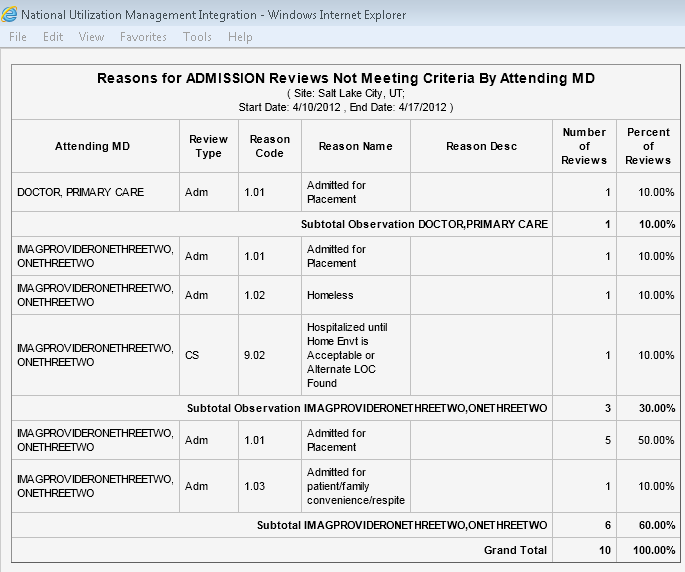 National Utilization Management Integration - Windows Internet Explorer
File Edit View Favorites Tools Help
Reasons for ADMISSION Reviews Not Meeting Criteria By Attending MD
( Site: Salt Lake City, UT;
Start Date: 4/10/2012 , End Date: 4/17/2012 )
Attending MD
Review
Type
Reason
Code
Reason Name
Reason Desc
Number
of
Reviews
Percent
of
Reviews
DOCTOR, PRIMARY CARE
Adm
1.01
Admitted for
Placement
1
10.00%
Subtotal Observation DOCTOR,PRIMARY CARE 1 10.00%
IMAGPROVIDERONETHREETWO,
ONETHREETWO
Adm
1.01
Admitted for
Placement
1
10.00%
IMAGPROVIDERONETHREETWO,
ONETHREETWO
Adm
1.02
Homeless
1
10.00%
IMAGPROVIDERONETHREETWO,
ONETHREETWO
CS
9.02
Hospitalized until
Home Envt is
Acceptable or
Alternate LOC
Found
1
10.00%
Subtotal Observation IMAGPROVIDERONETHREETWO,ONETHREETWO 3 30.00%
IMAGPROVIDERONETHREETWO,
ONETHREETWO
Adm
1.01
Admitted for
Placement
5
50.00%
IMAGPROVIDERONETHREETWO,
ONETHREETWO
Adm
1.03
Admitted for
patient/family
convenience/respite
1
10.00%
Subtotal IMAGPROVIDERONETHREETWO,ONETHREETWO 6 60.00%
Grand Total 10 100.00%